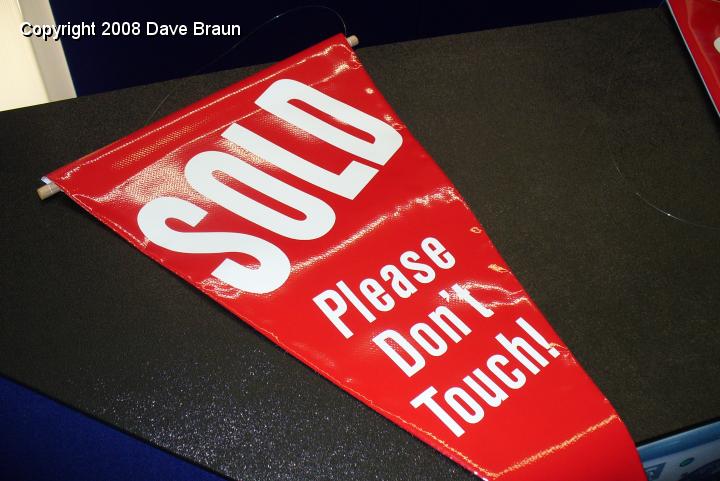 Copyright 2008 Dave Braun
SOLD
Please
Don't
Touch!